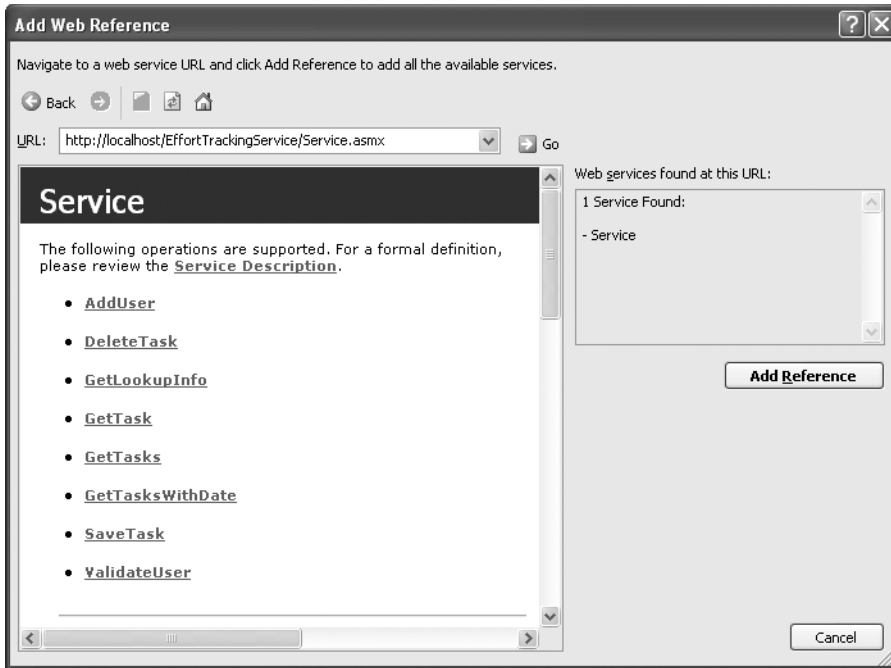 Add Web Reference
Navigate to a web service URL and click Add Reference to add all the available services.
Back
URL: http://localhost/EffortTrackingService/Service.asmx Go
Service
The following operations are supported. For a formal definition,
please review the Service Description.
• AddUser
• DeleteTask
• GetLookupInfo
• GetTask
• GetTasks
• GetTasksWithDate
• SaveTask
• ValidateUser
Web services found at this URL:
1 Service Found:
- Service
Add Reference
Cancel